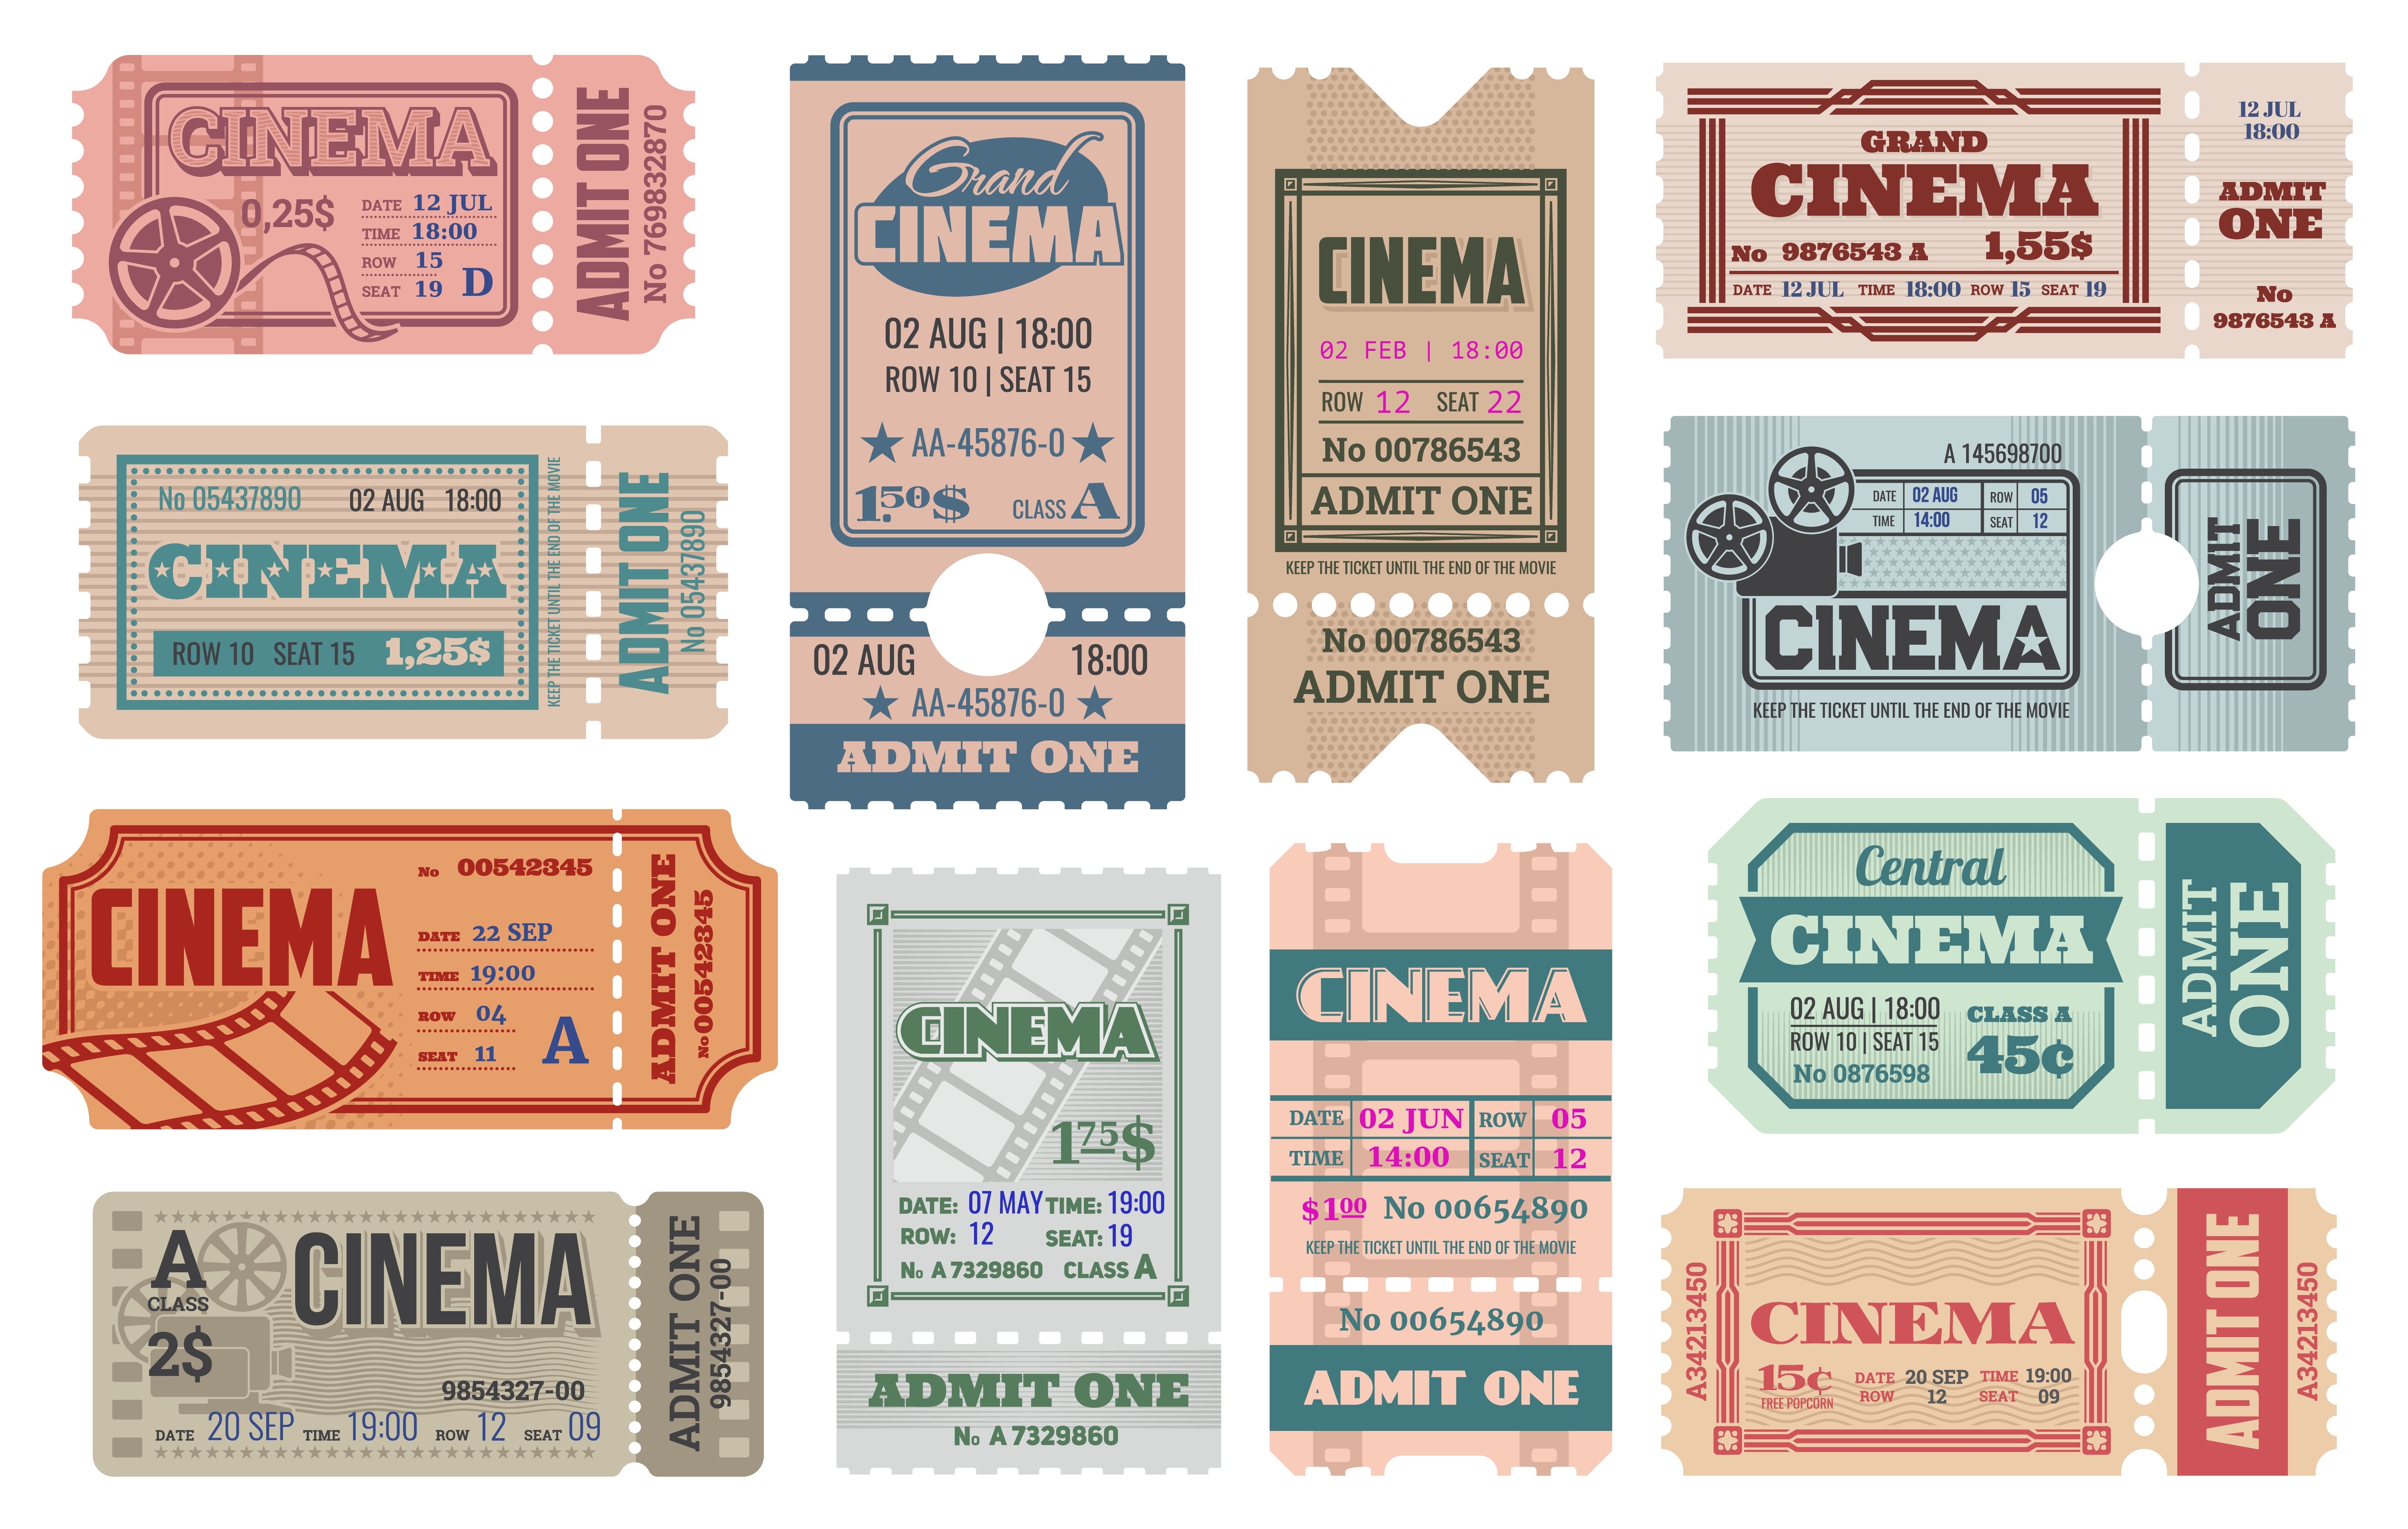 CINEMA
0,25$
DATE 12 JUL
TIME 18:00
ROW 15
SEAT 19 D
ADMIT ONE
No 769832870
No 05437890 02 AUG 18:00
CINEMA
ROW 10 SEAT 15 1,25$
KEEP THE TICKET UNTIL THE END OF THE MOVIE
ADMIT ONE
No 05437890
CINEMA
No 00542345
DATE 22 SEP
TIME 19:00
ROW 04
SEAT 11 A
ADMIT ONE
No 00542345
A
CLASS
2$
CINEMA
9854327-00
DATE 20 SEP TIME 19:00 ROW 12 SEAT 09
ADMIT ONE
9854327-00
Grand
CINEMA
02 AUG | 18:00
ROW 10 | SEAT 15
AA-45876-0
1.50$ CLASS A
02 AUG 18:00
AA-45876-0
ADMIT ONE
CINEMA
175$
DATE: 07 MAY TIME: 19:00
ROW: 12 SEAT: 19
No A 7329860 CLASS A
ADMIT ONE
No A 7329860
CINEMA
02 FEB | 18:00
ROW 12 SEAT 22
No 00786543
ADMIT ONE
KEEP THE TICKET UNTIL THE END OF THE MOVIE
No 00786543
ADMIT ONE
CINEMA
DATE 02 JUN ROW 05
TIME 14:00 SEAT 12
$100 No 00654890
KEEP THE TICKET UNTIL THE END OF THE MOVIE
No 00654890
ADMIT ONE
GRAND
CINEMA
No 9876543 A 1,55$
DATE 12 JUL TIME 18:00 ROW 15 SEAT 19
12 JUL
18:00
ADMIT
ONE
No
9876543 A
A 145698700
DATE 02 AUG ROW 05
TIME 14:00 SEAT 12
CINEMA
KEEP THE TICKET UNTIL THE END OF THE MOVIE
ADMIT
ONE
Central
CINEMA
02 AUG | 18:00
ROW 10 | SEAT 15
No 0876598
CLASS A
45¢
ADMIT
ONE
A34213450
CINEMA
15¢
FREE POPCORN
DATE 20 SEP TIME 19:00
ROW 12 SEAT 09
ADMIT ONE
A34213450